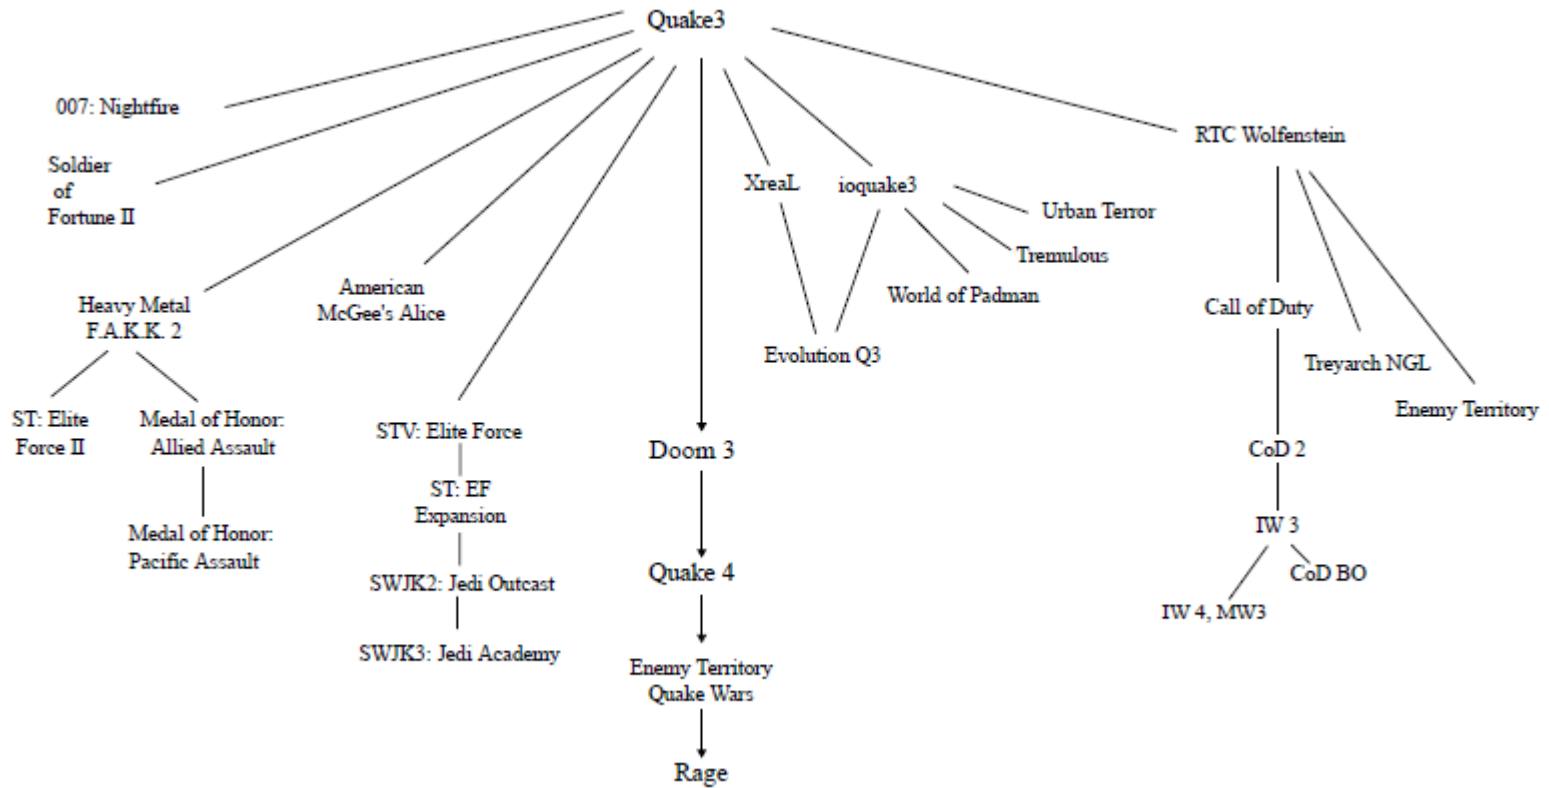 Quake3
007: Nightfire
RTC Wolfenstein
Soldier
of
Fortune II
XreaL
ioquake3
Urban Terror
Tremulous
American
McGee's Alice
World of Padman
Heavy Metal
F.A.K.K. 2
Call of Duty
Evolution Q3
Treyarch NGL
Enemy Territory
ST: Elite
Force II
Medal of Honor:
Allied Assault
STV: Elite Force
Doom 3
CoD 2
ST: EF
Expansion
Medal of Honor:
Pacific Assault
IW 3
SWJK2: Jedi Outcast
Quake 4
CoD BO
IW 4, MW3
SWJK3: Jedi Academy
Enemy Territory
Quake Wars
Rage